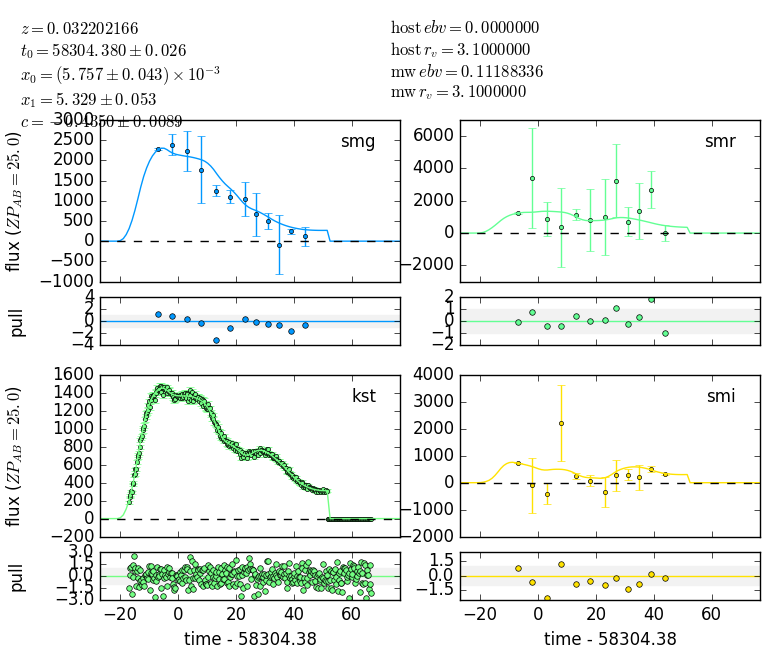 z = 0.032202166
t₀ = 58304.380 ± 0.026
x₀ = (5.757 ± 0.043) × 10⁻³
x₁ = 5.329 ± 0.053
c = −0.1350 ± 0.0089
host ebv = 0.0000000
host r_v = 3.1000000
mw ebv = 0.11188336
mw r_v = 3.1000000
smg
flux (ZP_AB = 25.0)
3000
2500
2000
1500
1000
500
0
−500
−1000
smr
6000
4000
2000
0
−2000
pull
4
2
0
−2
−4
2
1
0
−1
−2
kst
flux (ZP_AB = 25.0)
1600
1400
1200
1000
800
600
400
200
0
−200
smi
4000
3000
2000
1000
0
−1000
−2000
pull
3.0
1.5
0.0
−1.5
−3.0
1.5
0.0
−1.5
−20 0 20 40 60
time - 58304.38
−20 0 20 40 60
time - 58304.38